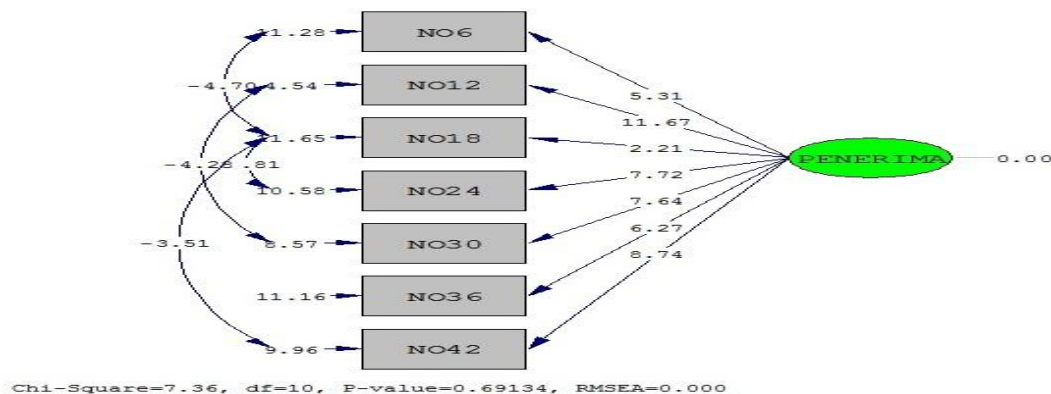 11.28 NO6
5.31
-4.70 4.54 NO12
11.67
11.65 NO18
2.21
PENERIMA 0.00
-4.28 .81
7.72
10.58 NO24
7.64
-3.51 8.57 NO30
6.27
8.74
11.16 NO36
9.96 NO42
Chi-Square=7.36, df=10, P-value=0.69134, RMSEA=0.000